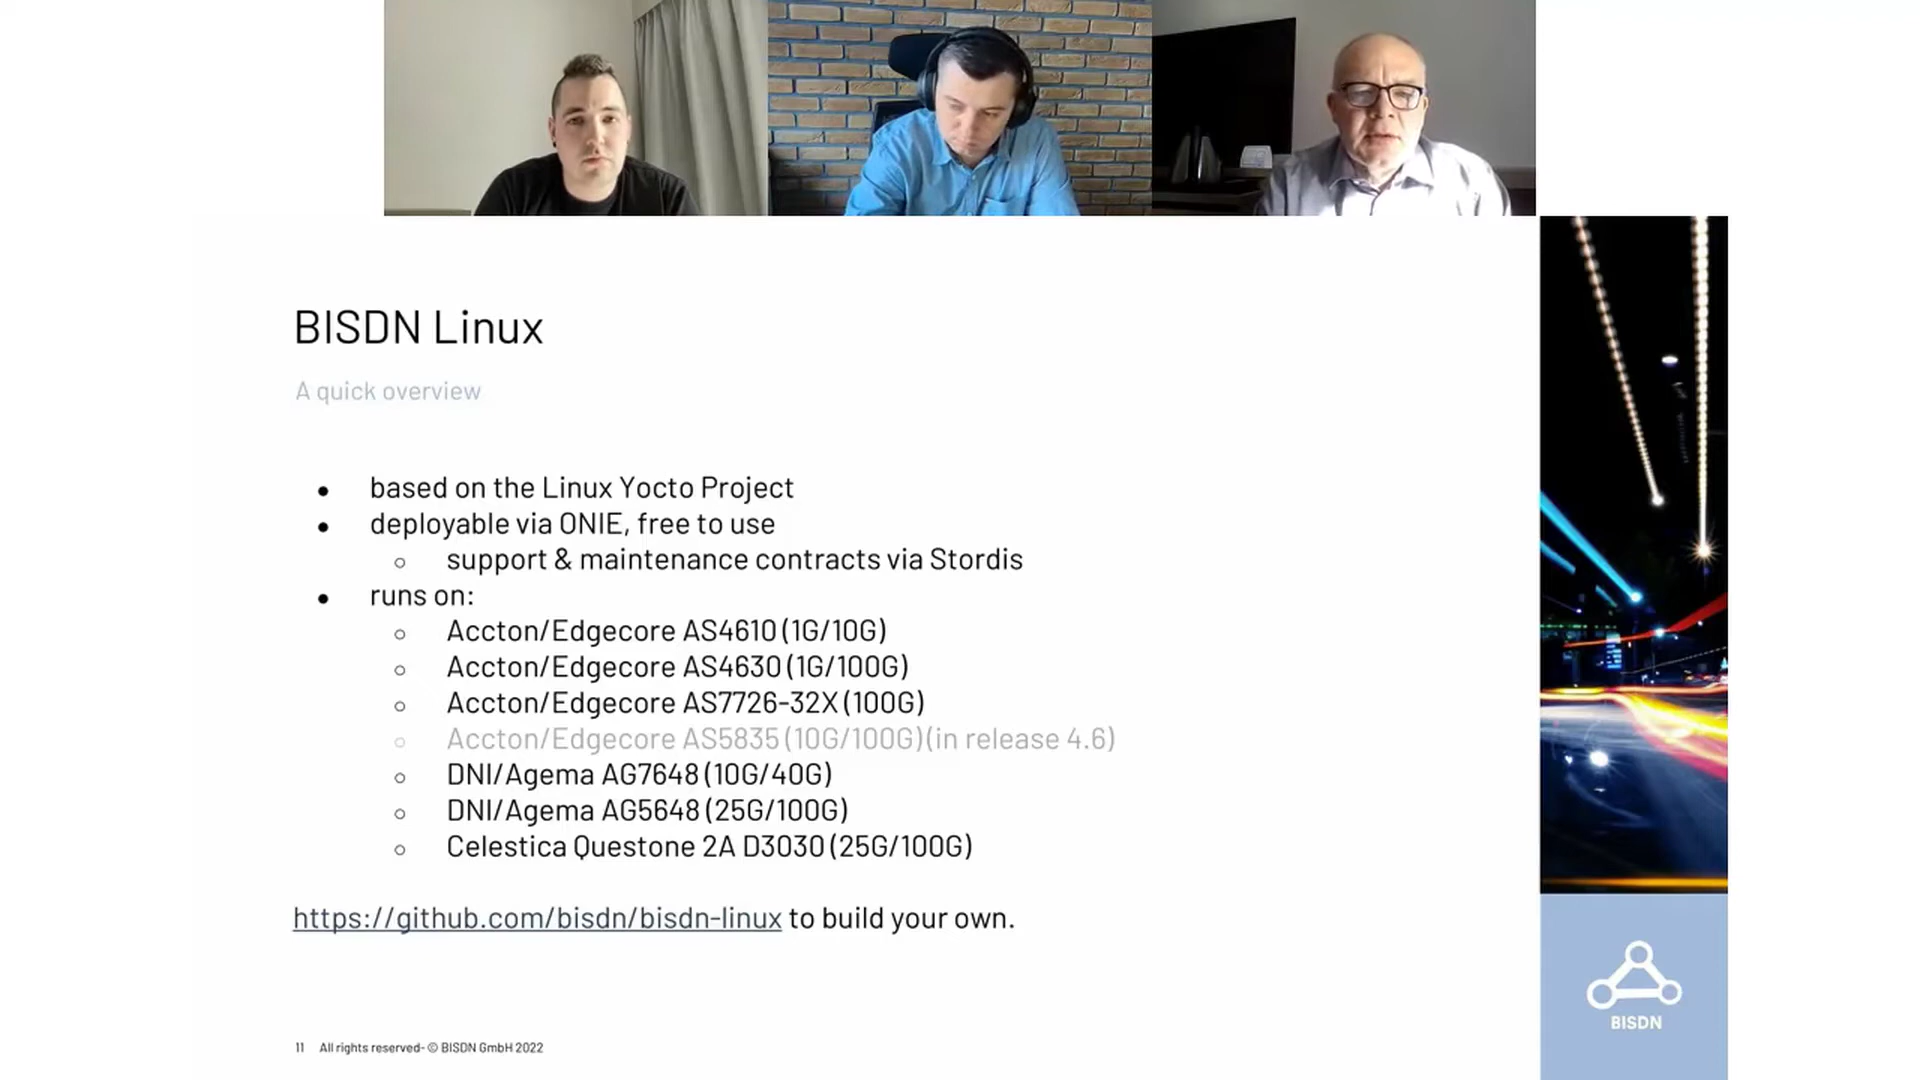 BISDN Linux
A quick overview
● based on the Linux Yocto Project
● deployable via ONIE, free to use
○ support & maintenance contracts via Stordis
● runs on:
○ Accton/Edgecore AS4610 (1G/10G)
○ Accton/Edgecore AS4630 (1G/100G)
○ Accton/Edgecore AS7726-32X (100G)
○ Accton/Edgecore AS5835 (10G/100G) (in release 4.6)
○ DNI/Agema AG7648 (10G/40G)
○ DNI/Agema AG5648 (25G/100G)
○ Celestica Questone 2A D3030 (25G/100G)
https://github.com/bisdn/bisdn-linux to build your own.
BISDN
11 All rights reserved- © BISDN GmbH 2022